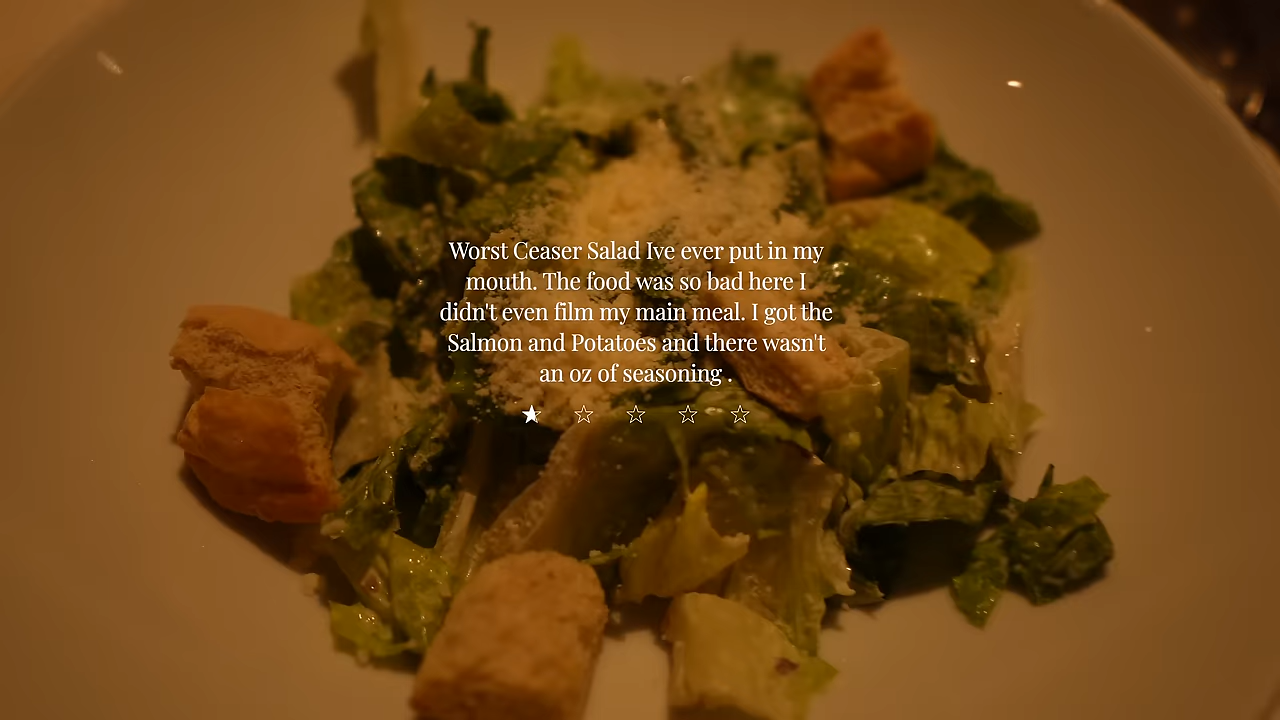 Worst Ceaser Salad Ive ever put in my
mouth. The food was so bad here I
didn't even film my main meal. I got the
Salmon and Potatoes and there wasn't
an oz of seasoning .